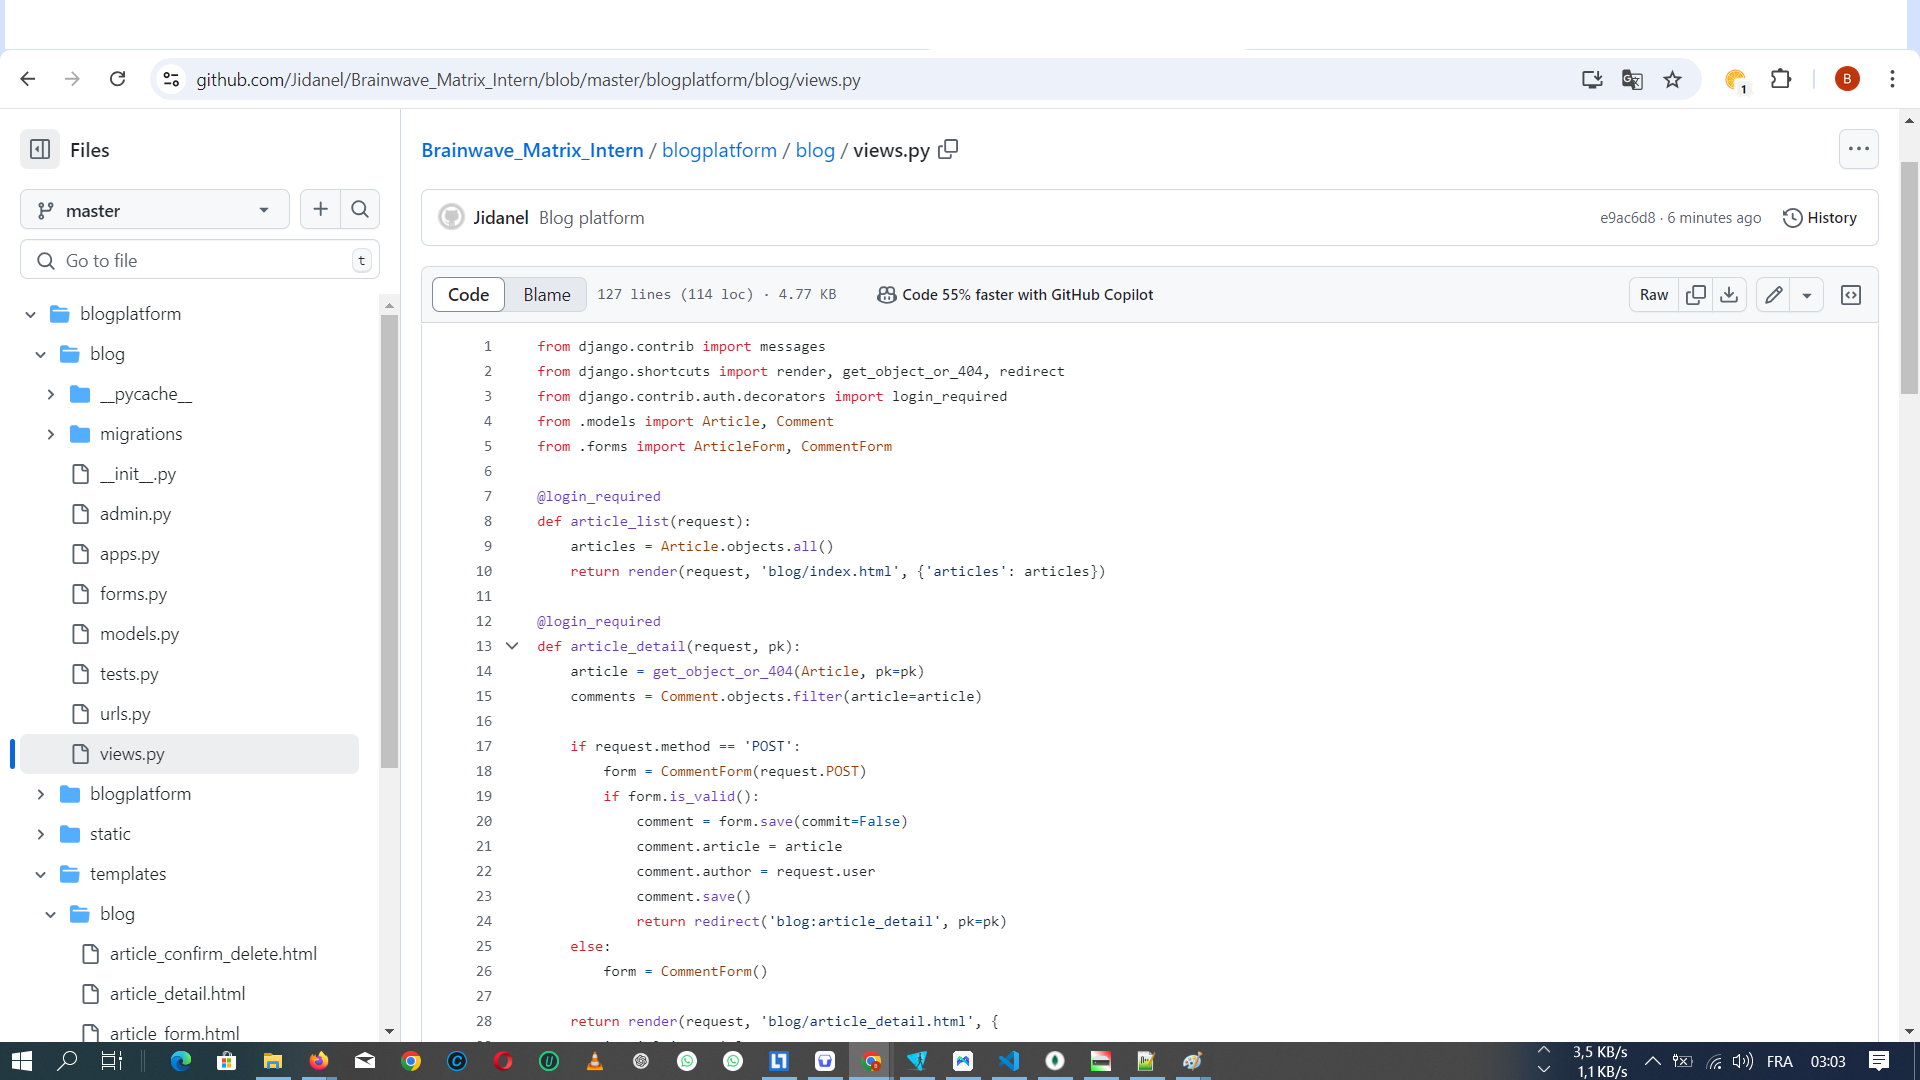 github.com/Jidanel/Brainwave_Matrix_Intern/blob/master/blogplatform/blog/views.py
1
B
Files
master
Go to file
t
blogplatform
blog
__pycache__
migrations
__init__.py
admin.py
apps.py
forms.py
models.py
tests.py
urls.py
views.py
blogplatform
static
templates
blog
article_confirm_delete.html
article_detail.html
article_form.html
Brainwave_Matrix_Intern / blogplatform / blog / views.py
Jidanel Blog platform
e9ac6d8 · 6 minutes ago
History
Code Blame 127 lines (114 loc) · 4.77 KB Code 55% faster with GitHub Copilot
Raw
1 from django.contrib import messages
2 from django.shortcuts import render, get_object_or_404, redirect
3 from django.contrib.auth.decorators import login_required
4 from .models import Article, Comment
5 from .forms import ArticleForm, CommentForm
6
7 @login_required
8 def article_list(request):
9     articles = Article.objects.all()
10     return render(request, 'blog/index.html', {'articles': articles})
11
12 @login_required
13 def article_detail(request, pk):
14     article = get_object_or_404(Article, pk=pk)
15     comments = Comment.objects.filter(article=article)
16
17     if request.method == 'POST':
18         form = CommentForm(request.POST)
19         if form.is_valid():
20             comment = form.save(commit=False)
21             comment.article = article
22             comment.author = request.user
23             comment.save()
24             return redirect('blog:article_detail', pk=pk)
25     else:
26         form = CommentForm()
27
28     return render(request, 'blog/article_detail.html', {
3,5 KB/s
1,1 KB/s
FRA
03:03